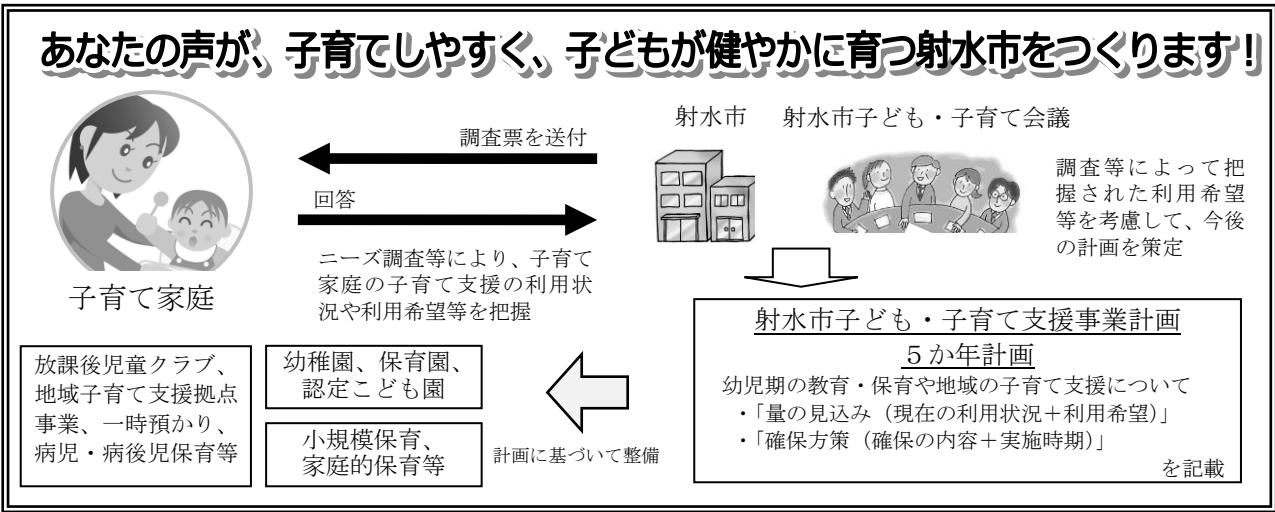 あなたの声が、子育てしやすく、子どもが健やかに育つ射水市をつくります！
調査票を送付
回答
ニーズ調査等により、子育て
家庭の子育て支援の利用状
況や利用希望等を把握
子育て家庭
射水市
射水市子ども・子育て会議
調査等によって把
握された利用希望
等を考慮して、今後
の計画を策定
射水市子ども・子育て支援事業計画
５か年計画
幼児期の教育・保育や地域の子育て支援について
・「量の見込み（現在の利用状況＋利用希望）」
・「確保方策（確保の内容＋実施時期）」
を記載
計画に基づいて整備
幼稚園、保育園、
認定こども園
小規模保育、
家庭的保育等
放課後児童クラブ、
地域子育て支援拠点
事業、一時預かり、
病児・病後児保育等